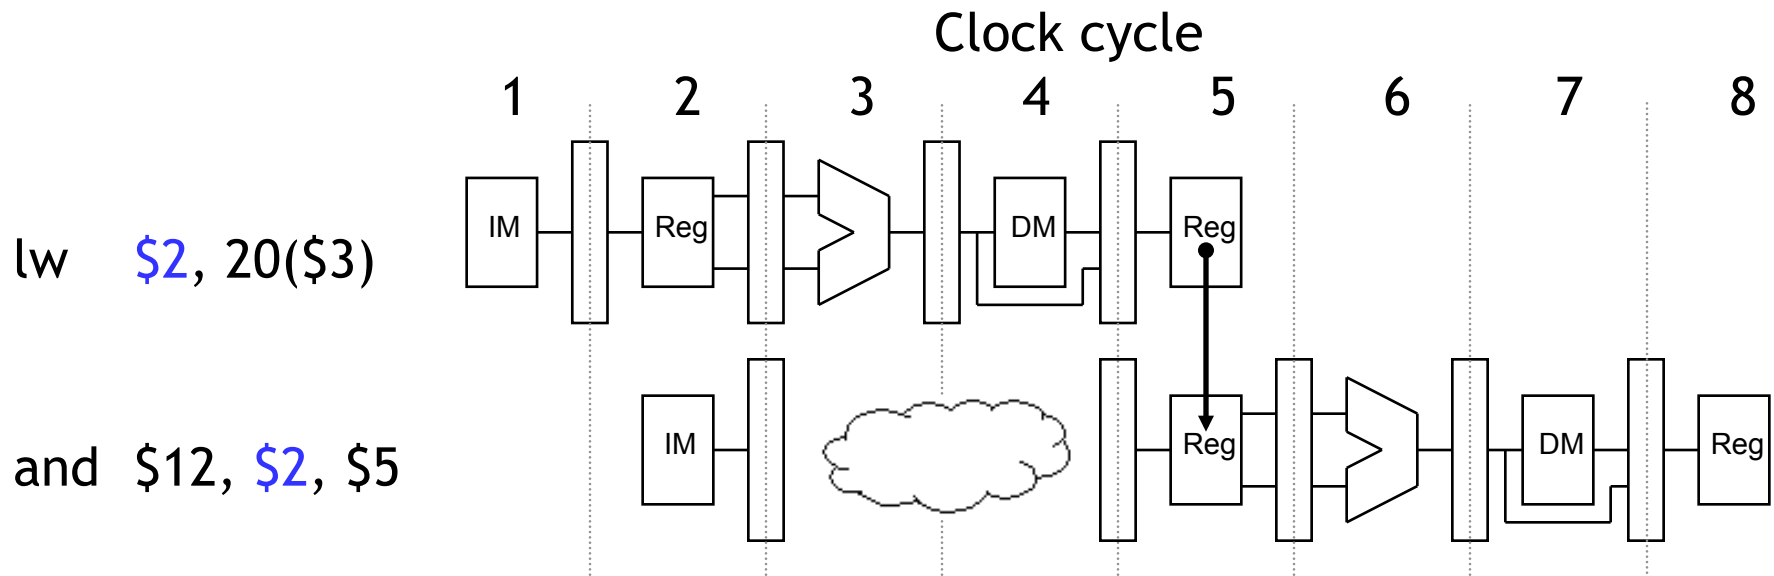 Clock cycle
1 2 3 4 5 6 7 8
IM Reg DM Reg
lw $2, 20($3)
IM Reg DM Reg
and $12, $2, $5